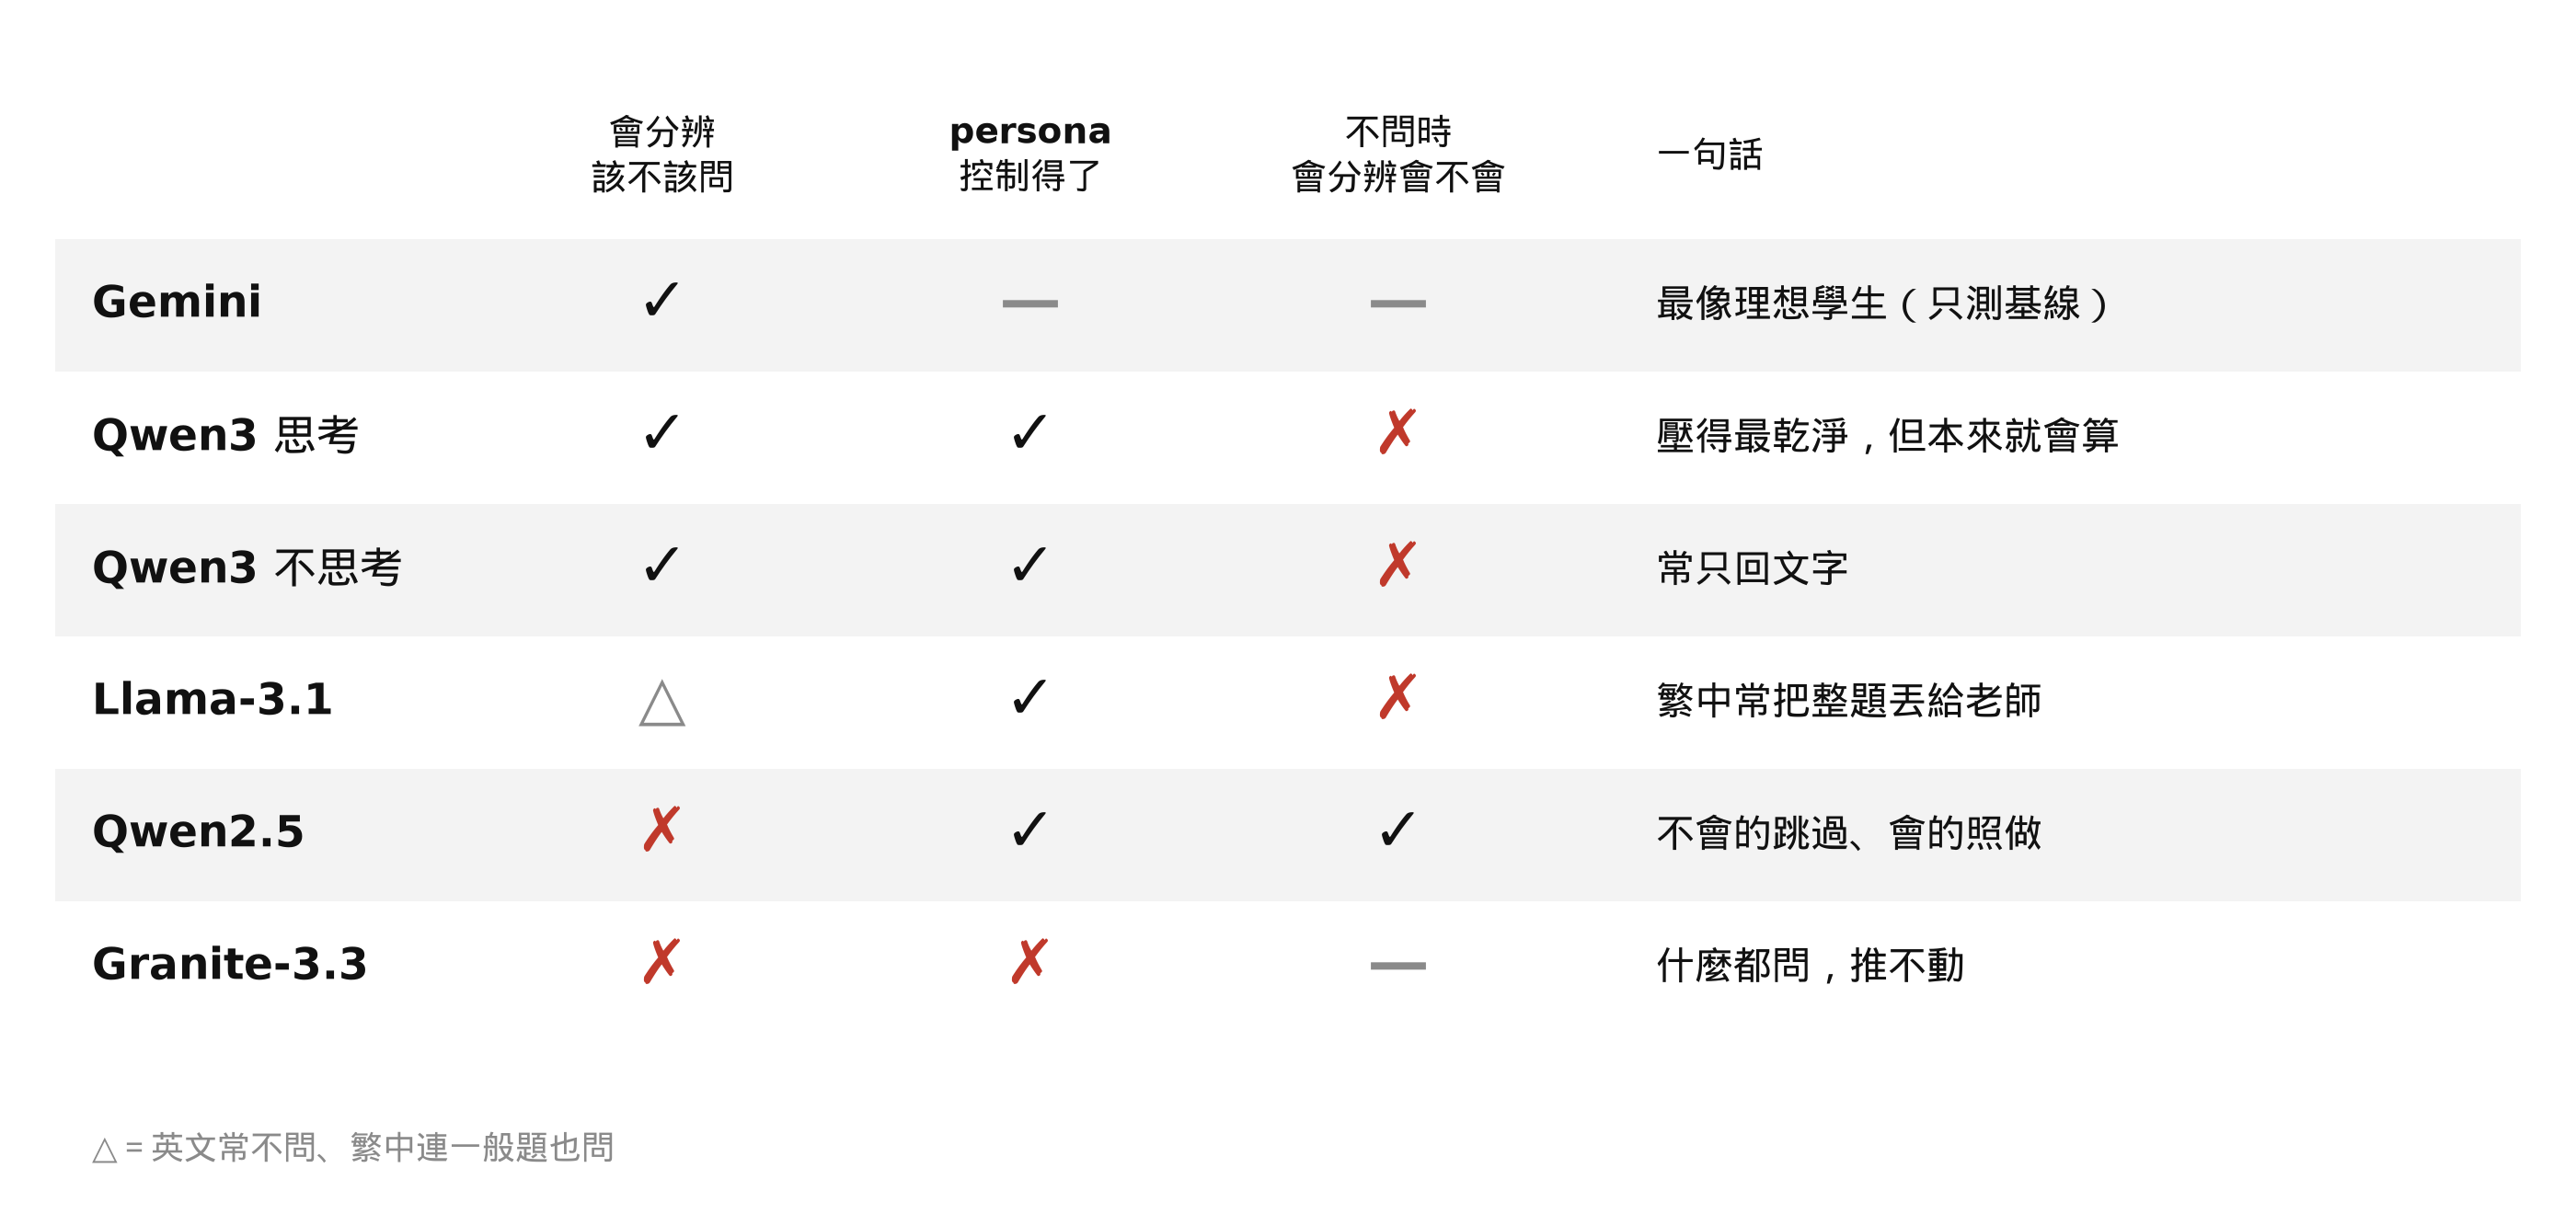 會分辨
該不該問
persona
控制得了
不問時
會分辨會不會
一句話
Gemini ✓ — — 最像理想學生（只測基線）
Qwen3 思考 ✓ ✓ ✗ 壓得最乾淨，但本來就會算
Qwen3 不思考 ✓ ✓ ✗ 常只回文字
Llama-3.1 △ ✓ ✗ 繁中常把整題丟給老師
Qwen2.5 ✗ ✓ ✓ 不會的跳過、會的照做
Granite-3.3 ✗ ✗ — 什麼都問，推不動
△ = 英文常不問、繁中連一般題也問